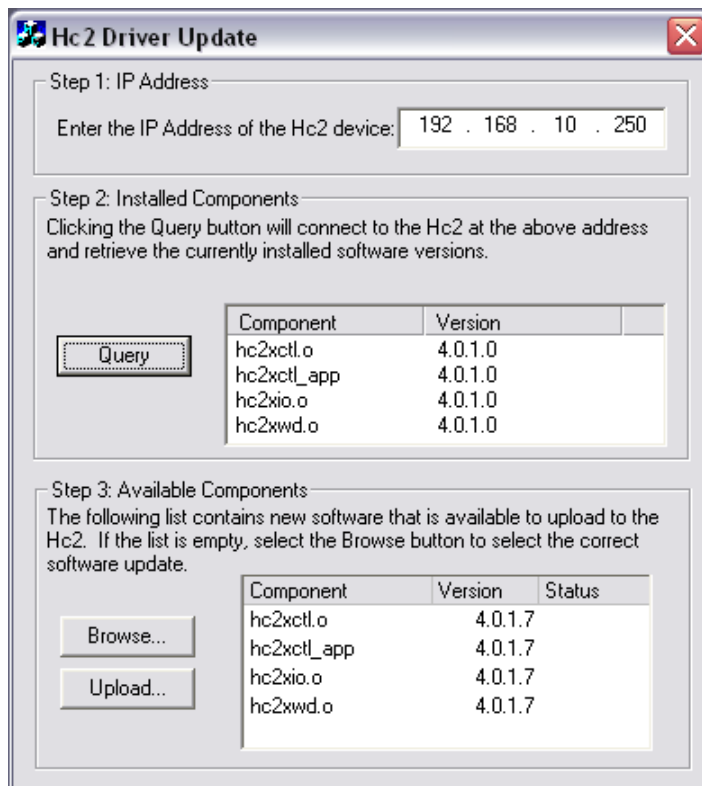 Hc2 Driver Update
Step 1: IP Address
Enter the IP Address of the Hc2 device: 192 . 168 . 10 . 250
Step 2: Installed Components
Clicking the Query button will connect to the Hc2 at the above address
and retrieve the currently installed software versions.
Query
Component Version
hc2xctl.o 4.0.1.0
hc2xctl_app 4.0.1.0
hc2xio.o 4.0.1.0
hc2xwd.o 4.0.1.0
Step 3: Available Components
The following list contains new software that is available to upload to the
Hc2. If the list is empty, select the Browse button to select the correct
software update.
Browse...
Upload...
Component Version Status
hc2xctl.o 4.0.1.7
hc2xctl_app 4.0.1.7
hc2xio.o 4.0.1.7
hc2xwd.o 4.0.1.7